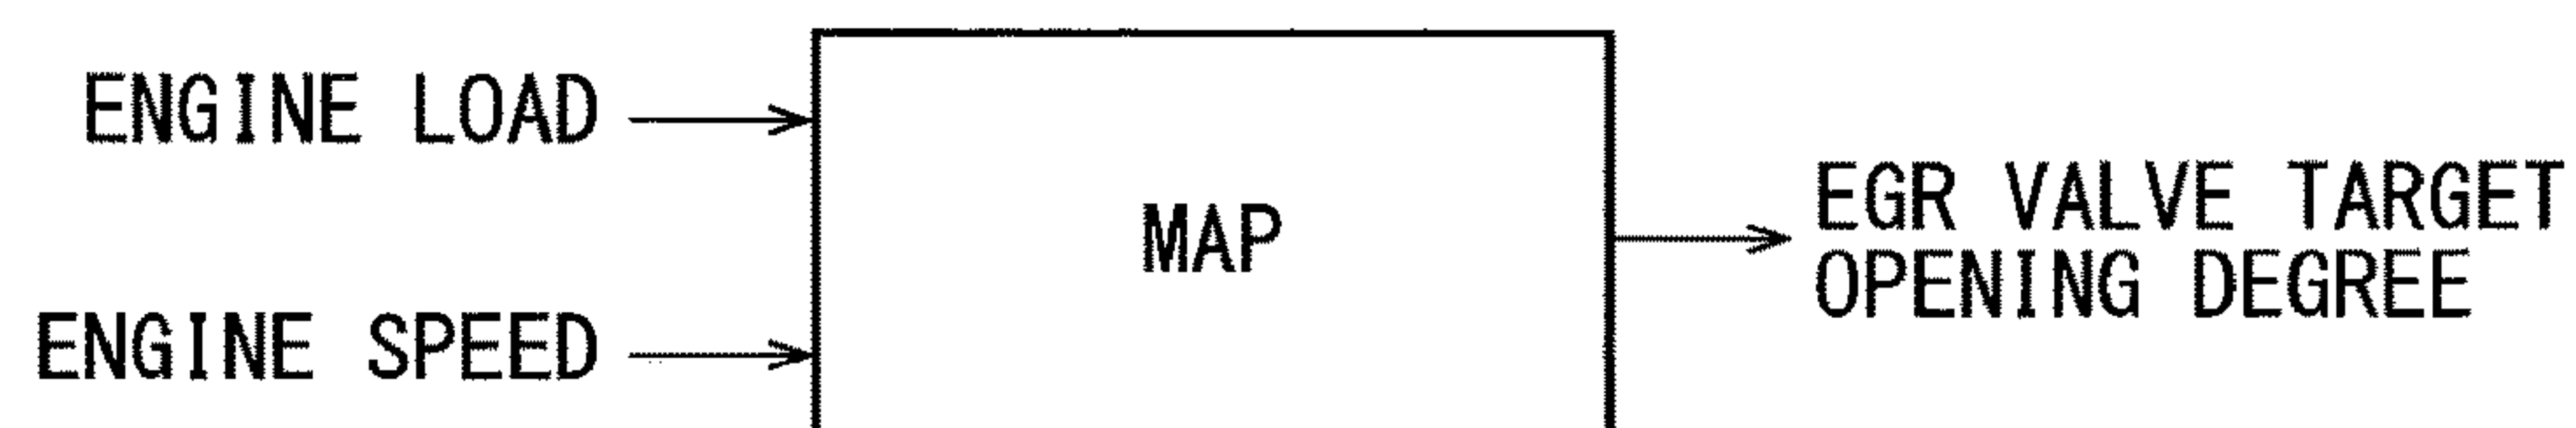 ENGINE LOAD
ENGINE SPEED
MAP
EGR VALVE TARGET
OPENING DEGREE